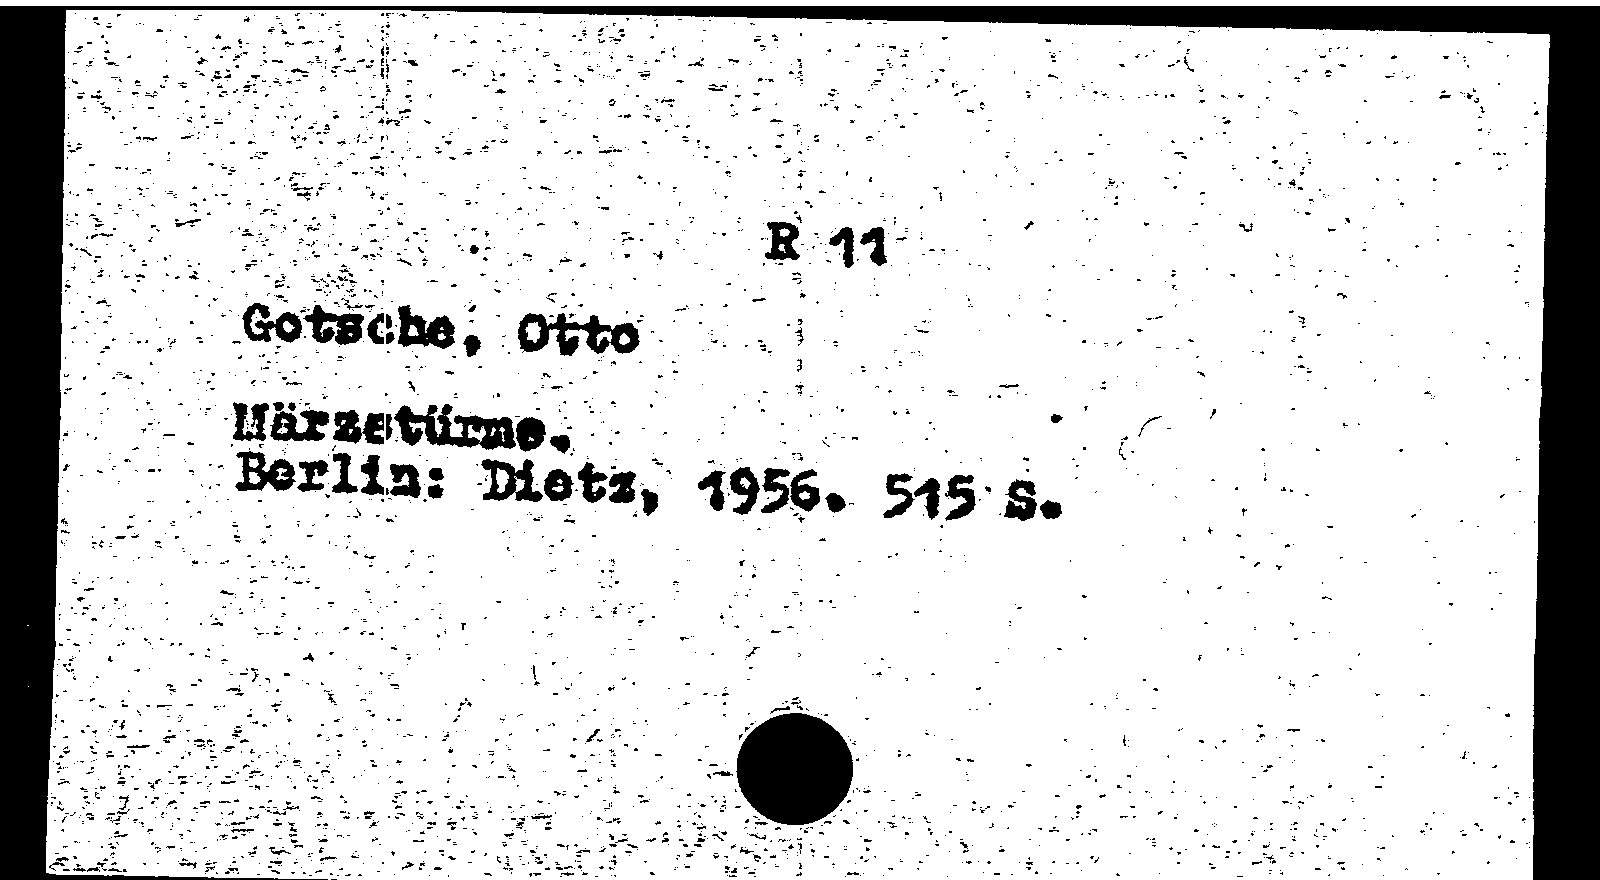 R 11
Gotsche, Otto
Märzstürme.
Berlin: Dietz, 1956. 515 S.